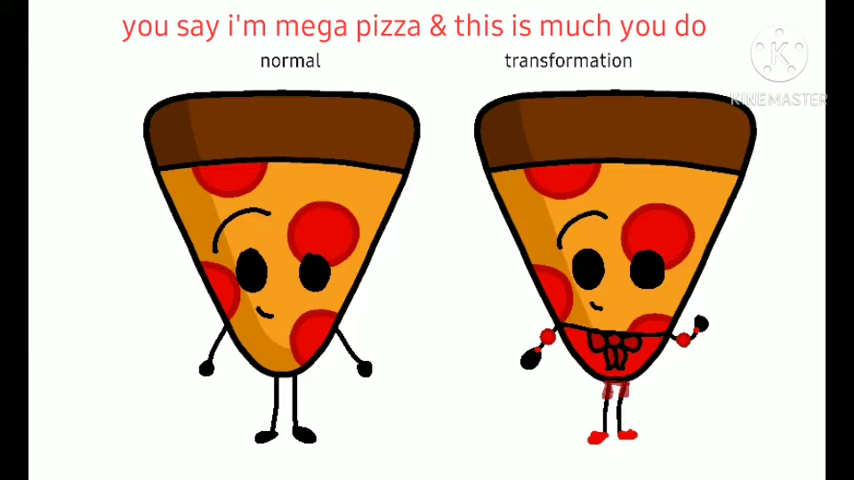 you say i'm mega pizza & this is much you do
normal
transformation
K
KINEMASTER